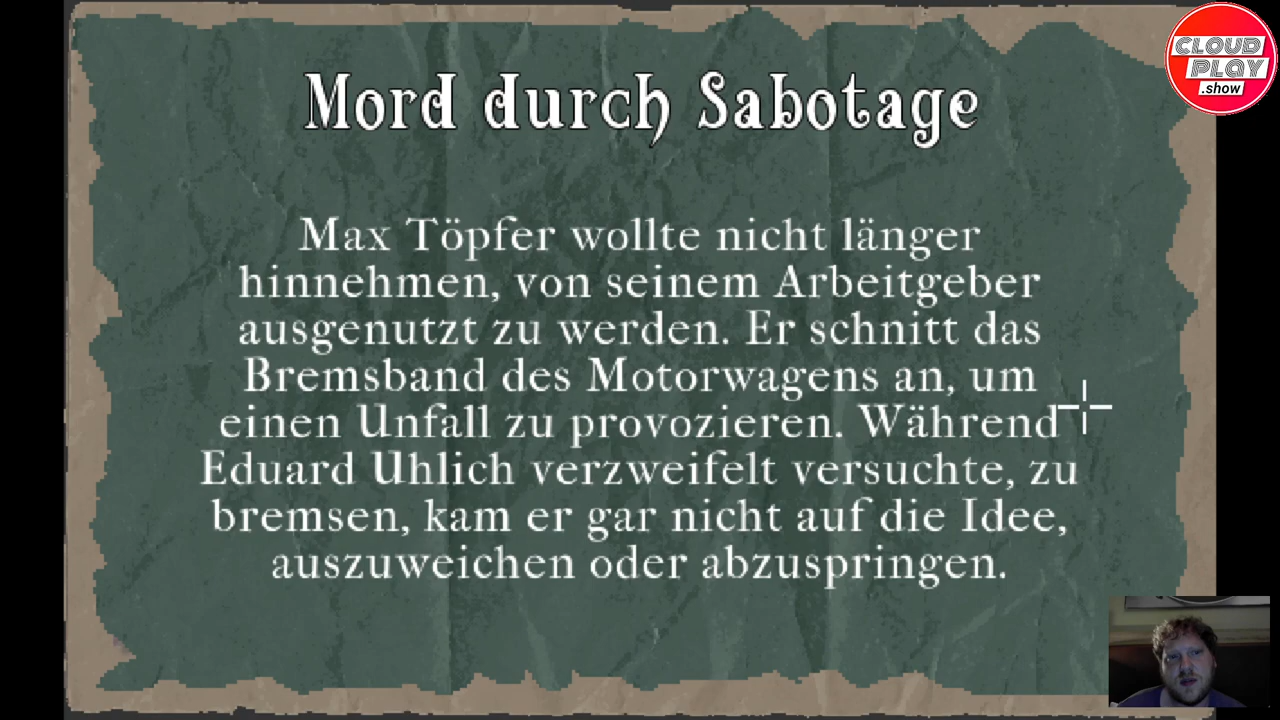 CLOUD
PLAY
.show
Mord durch Sabotage
Max Töpfer wollte nicht länger
hinnehmen, von seinem Arbeitgeber
ausgenutzt zu werden. Er schnitt das
Bremsband des Motorwagens an, um
einen Unfall zu provozieren. Während
Eduard Uhlich verzweifelt versuchte, zu
bremsen, kam er gar nicht auf die Idee,
auszuweichen oder abzuspringen.